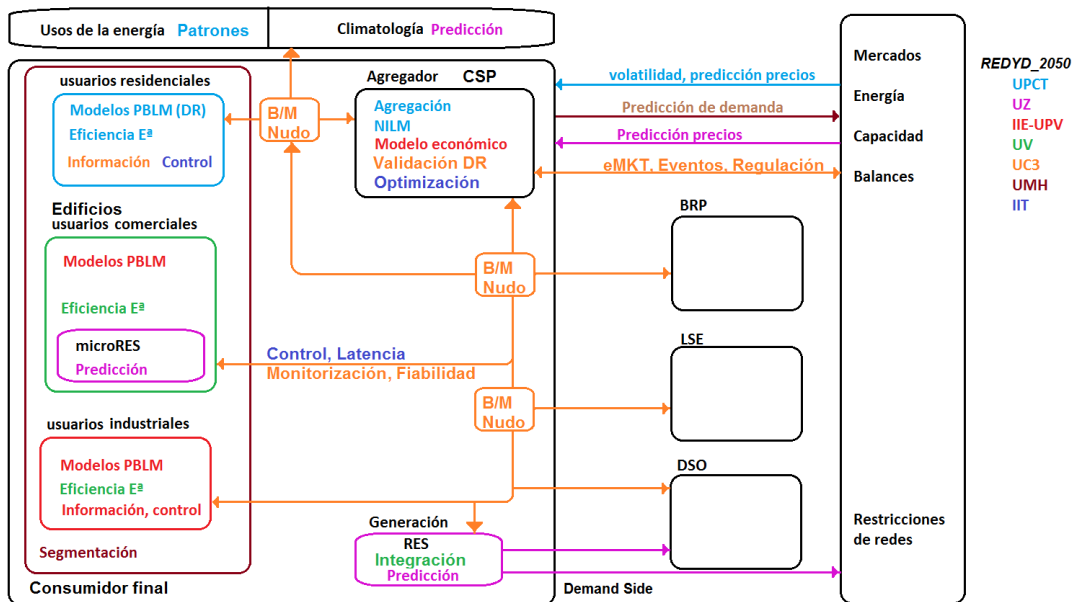 Usos de la energía Patrones
Climatología Predicción
usuarios residenciales
Modelos PBLM (DR)
Eficiencia Eª
Información Control
B/M
Nudo
Agregador CSP
Agregación
NILM
Modelo económico
Validación DR
Optimización
volatilidad, predicción precios
Predicción de demanda
Predicción precios
eMKT, Eventos, Regulación
Mercados
Energía
Capacidad
Balances
REDYD_2050
UPCT
UZ
IIE-UPV
UV
UC3
UMH
IIT
Edificios
usuarios comerciales
Modelos PBLM
Eficiencia Eª
microRES
Predicción
B/M
Nudo
BRP
Control, Latencia
Monitorización, Fiabilidad
LSE
B/M
Nudo
usuarios industriales
Modelos PBLM
Eficiencia Eª
Información, control
Segmentación
DSO
Generación
RES
Integración
Predicción
Restricciones
de redes
Consumidor final
Demand Side